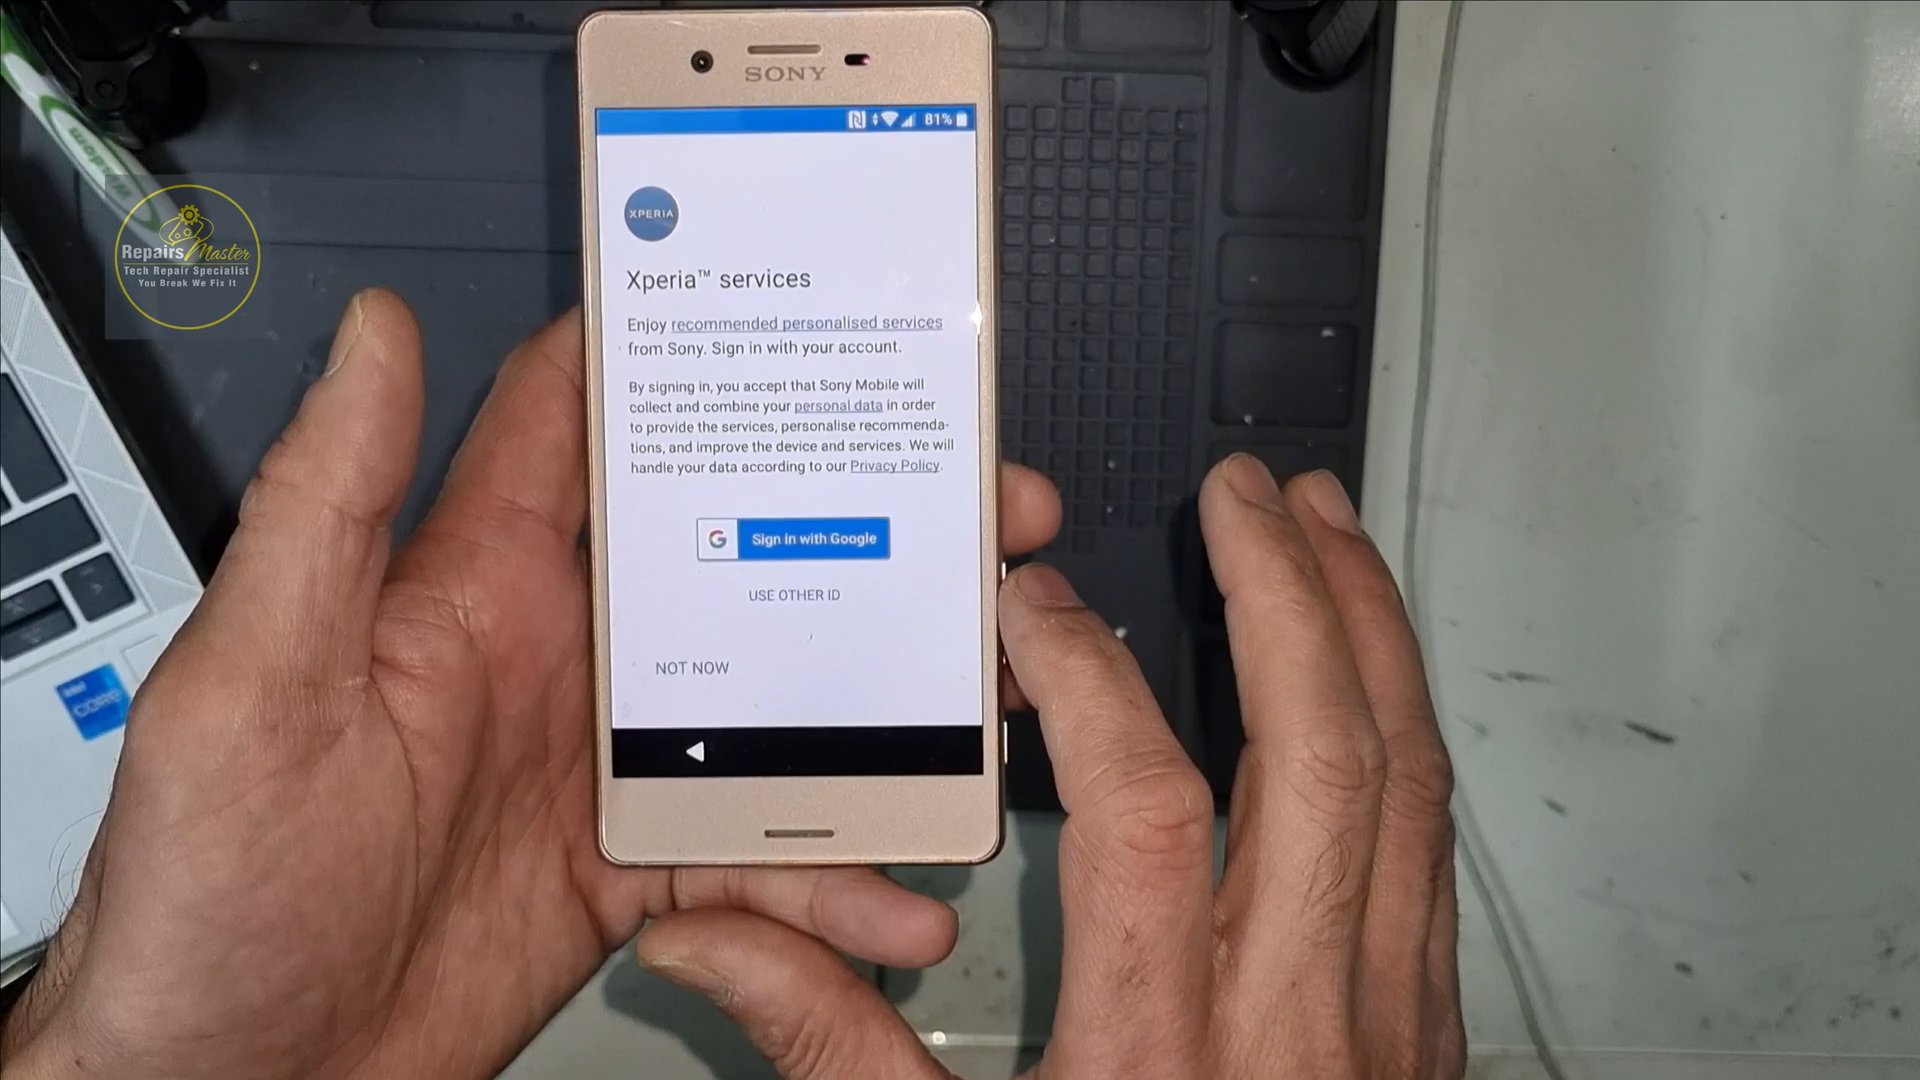 SONY
81%
XPERIA
Xperia™ services
Enjoy recommended personalised services
from Sony. Sign in with your account.
By signing in, you accept that Sony Mobile will
collect and combine your personal data in order
to provide the services, personalise recommenda-
tions, and improve the device and services. We will
handle your data according to our Privacy Policy.
G Sign in with Google
USE OTHER ID
NOT NOW
Repairs Master
Tech Repair Specialist
You Break We Fix It
intel
CORE